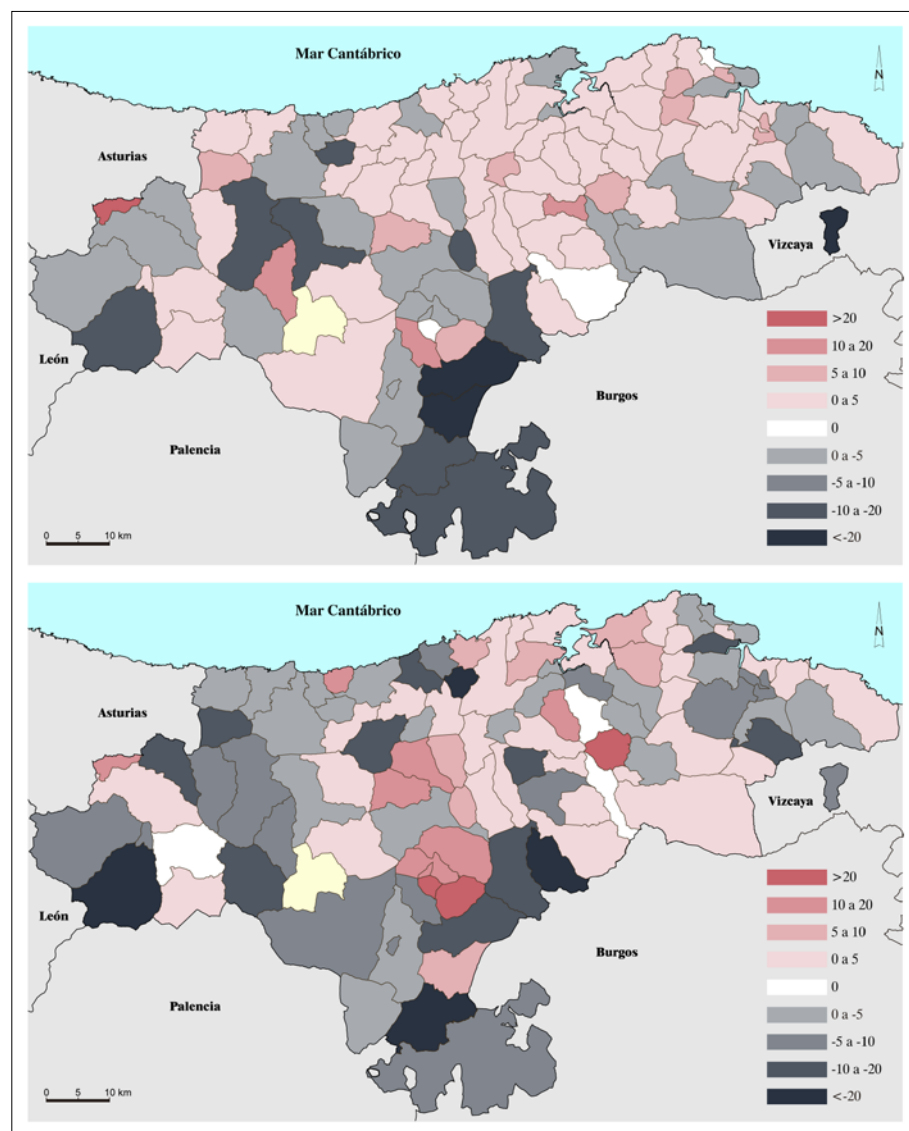 Mar Cantábrico
N
Asturias
Vizcaya
León
Burgos
Palencia
>20
10 a 20
5 a 10
0 a 5
0
0 a -5
-5 a -10
-10 a -20
<-20
0 5 10 km
Mar Cantábrico
N
Asturias
Vizcaya
León
Burgos
Palencia
>20
10 a 20
5 a 10
0 a 5
0
0 a -5
-5 a -10
-10 a -20
<-20
0 5 10 km